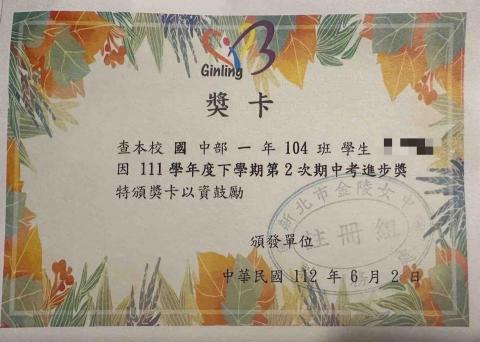 Ginling
獎卡
查本校 國 中部 一 年 104 班 學生
因 111 學年度下學期第 2 次期中考進步獎
特頒獎卡以資鼓勵
新北市金陵女中
註冊組
頒發單位
中華民國 112 年 6 月 2 日